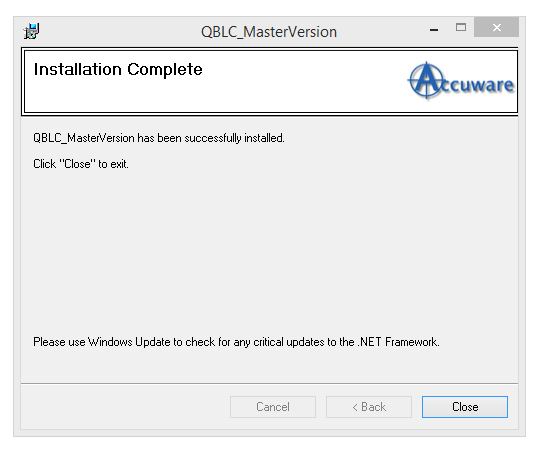 QBLC_MasterVersion
Installation Complete
Accuware
QBLC_MasterVersion has been successfully installed.
Click "Close" to exit.
Please use Windows Update to check for any critical updates to the .NET Framework.
Cancel
< Back
Close